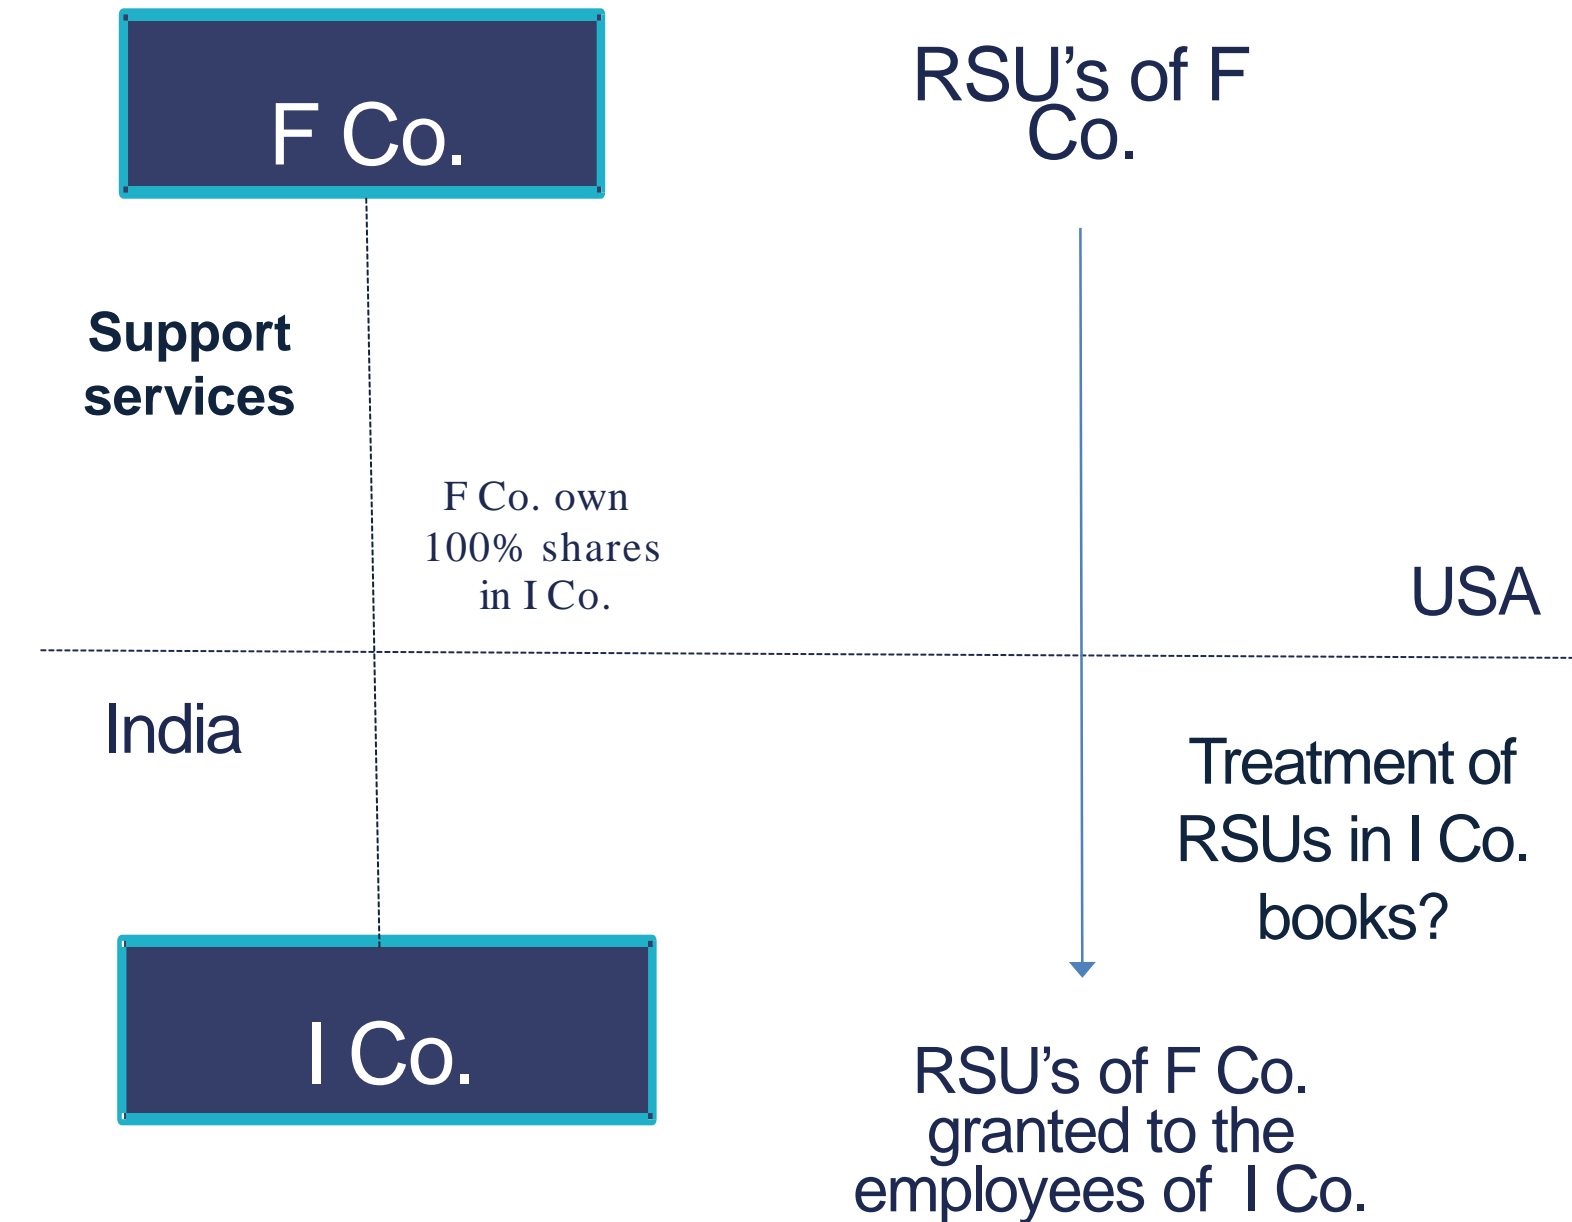 F Co.
RSU's of F
Co.
Support
services
F Co. own
100% shares
in I Co.
USA
India
Treatment of
RSUs in I Co.
books?
I Co.
RSU's of F Co.
granted to the
employees of I Co.